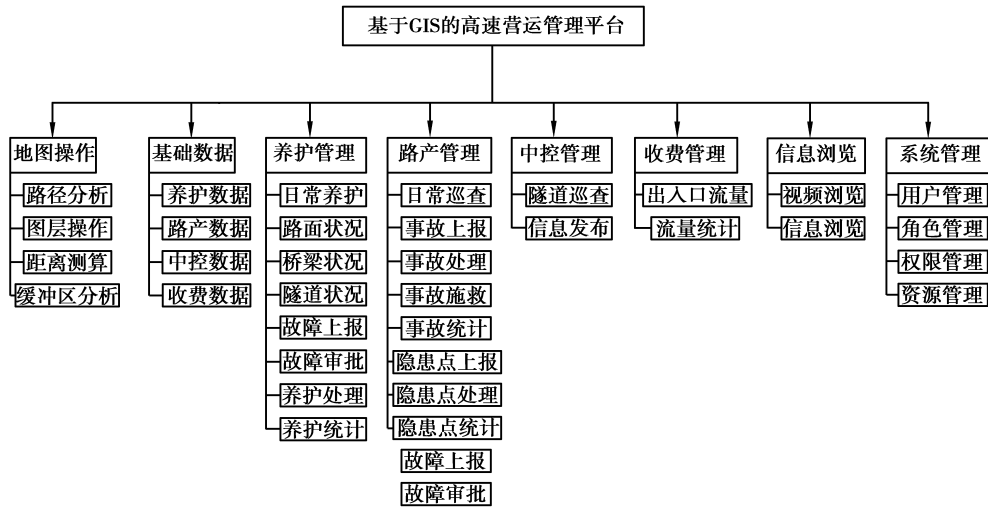 基于GIS的高速营运管理平台
地图操作
路径分析
图层操作
距离测算
缓冲区分析
基础数据
养护数据
路产数据
中控数据
收费数据
养护管理
日常养护
路面状况
桥梁状况
隧道状况
故障上报
故障审批
养护处理
养护统计
路产管理
日常巡查
事故上报
事故处理
事故施救
事故统计
隐患点上报
隐患点处理
隐患点统计
故障上报
故障审批
中控管理
隧道巡查
信息发布
收费管理
出入口流量
流量统计
信息浏览
视频浏览
信息浏览
系统管理
用户管理
角色管理
权限管理
资源管理